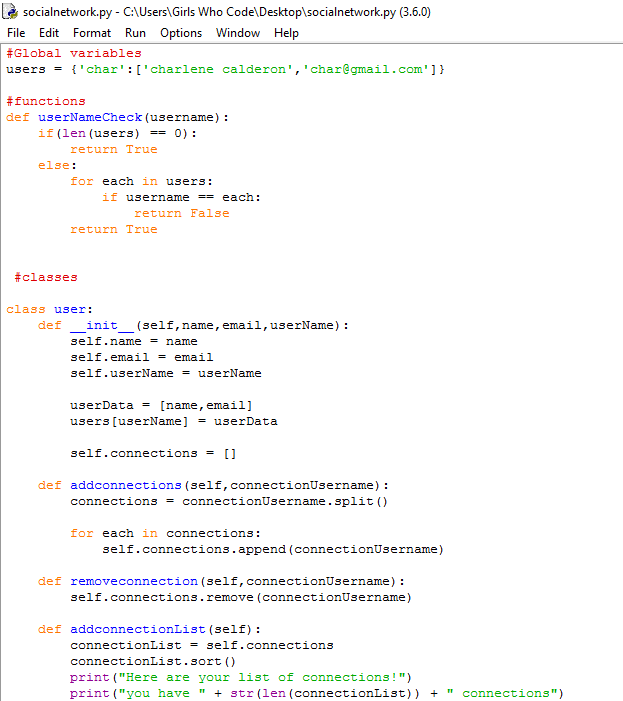 socialnetwork.py - C:\Users\Girls Who Code\Desktop\socialnetwork.py (3.6.0)
File Edit Format Run Options Window Help
#Global variables
users = {'char':['charlene calderon','char@gmail.com']}

#functions
def userNameCheck(username):
    if(len(users) == 0):
        return True
    else:
        for each in users:
            if username == each:
                return False
        return True


 #classes

class user:
    def __init__(self,name,email,userName):
        self.name = name
        self.email = email
        self.userName = userName

        userData = [name,email]
        users[userName] = userData

        self.connections = []

    def addconnections(self,connectionUsername):
        connections = connectionUsername.split()

        for each in connections:
            self.connections.append(connectionUsername)

    def removeconnection(self,connectionUsername):
        self.connections.remove(connectionUsername)

    def addconnectionList(self):
        connectionList = self.connections
        connectionList.sort()
        print("Here are your list of connections!")
        print("you have " + str(len(connectionList)) + " connections")